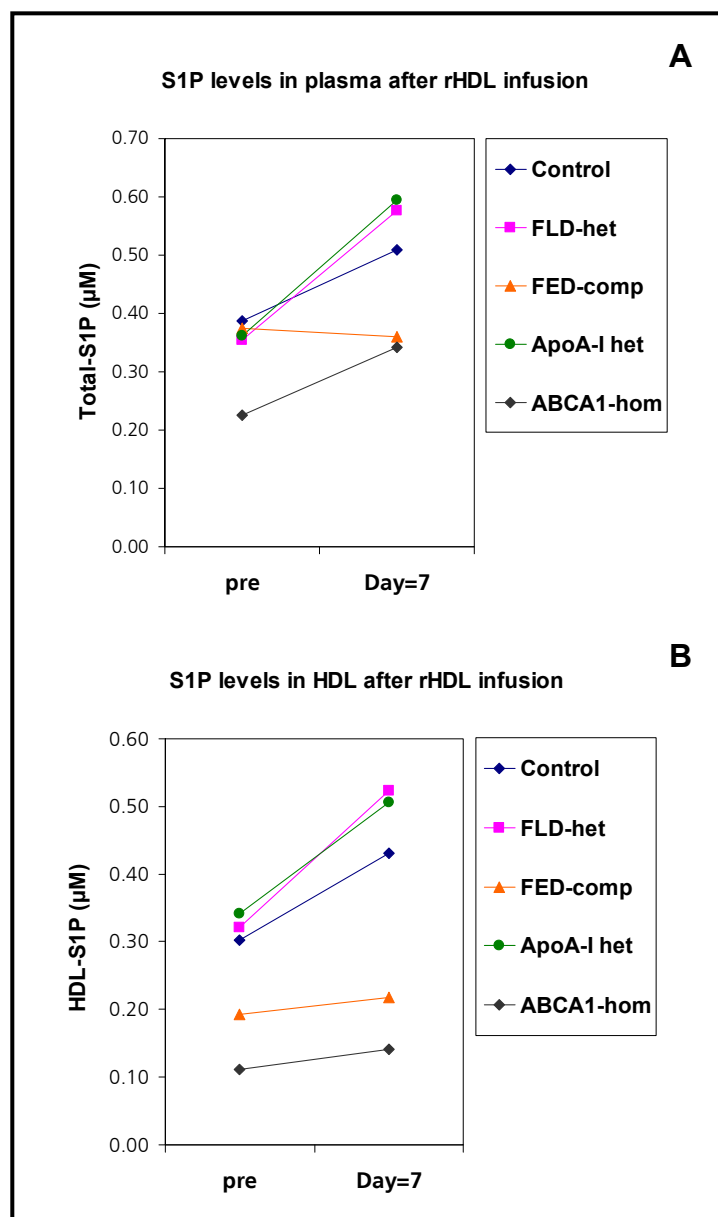 A
S1P levels in plasma after rHDL infusion
Total-S1P (µM)
0.70
0.60
0.50
0.40
0.30
0.20
0.10
0.00
pre Day=7
Control
FLD-het
FED-comp
ApoA-I het
ABCA1-hom
B
S1P levels in HDL after rHDL infusion
HDL-S1P (µM)
0.60
0.50
0.40
0.30
0.20
0.10
0.00
pre Day=7
Control
FLD-het
FED-comp
ApoA-I het
ABCA1-hom